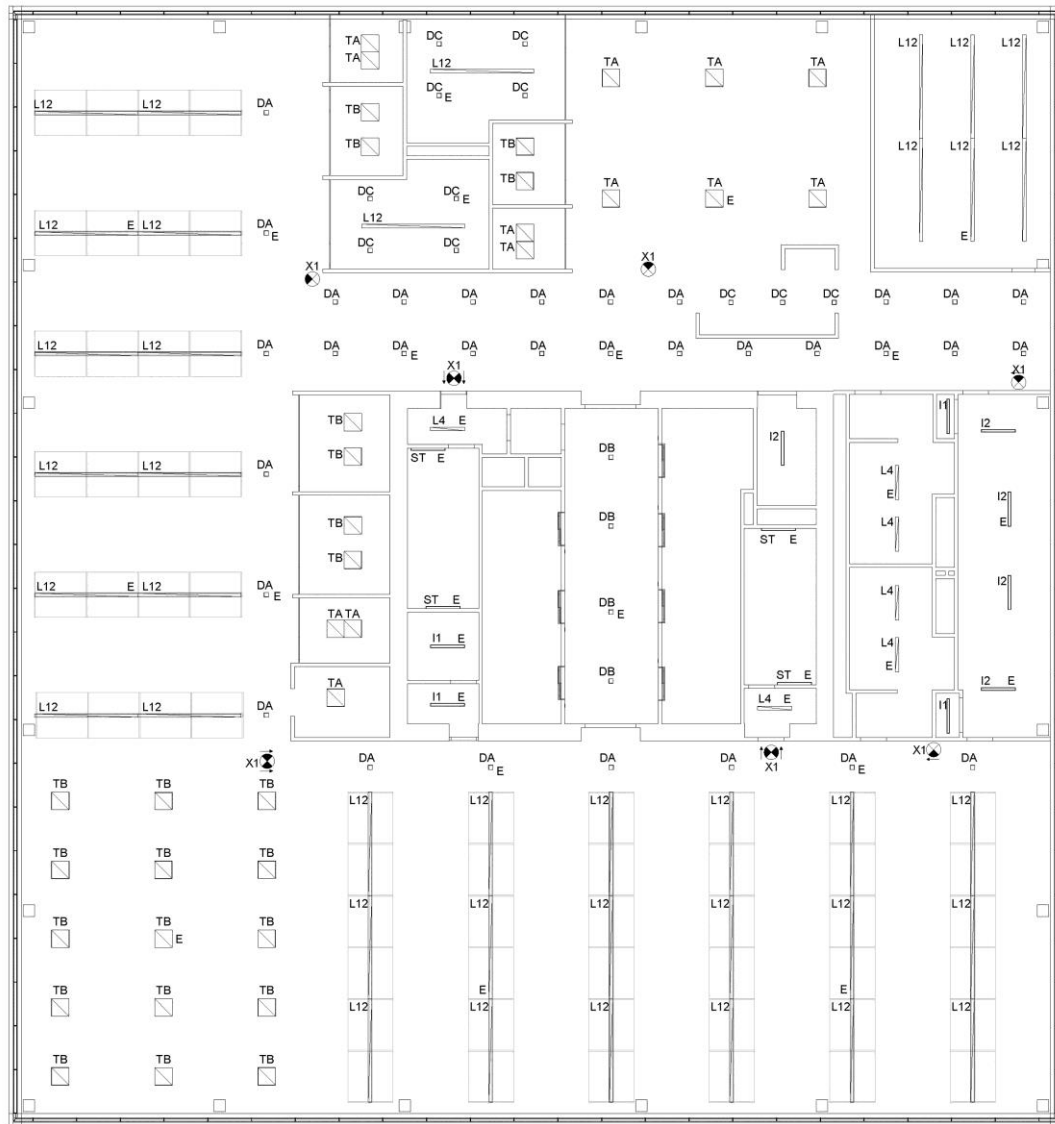 DC DC
TA
TA
L12
TA TA TA
L12 L12 L12
DC E DC
L12 L12 DA
TB
TB
TB
TB
L12 L12 L12
DC DC E
TA TA E TA
L12 E L12 DA E
L12
TA
TA
E
DC DC
X1 X1
DA DA DA DA DA DA DC DC DC DA DA DA
L12 L12 DA
DA DA E DA DA DA E DA DA DA DA E DA DA
X1 X1
TB
L4 E
I2
I1
I2
TB
ST E
DB
L12 L12 DA
L4
E
I2
E
TB
DB
L4
TB
ST E
L12 E L12 DA E
I2
TA TA
ST E
DB E
L4
I1 E
L4
E
TA
DB
ST E
I2 E
L12 L12 DA
I1 E
L4 E
I1
X1
DA DA E DA DA DA E DA
X1
X1
TB TB TB
L12 L12 L12 L12 L12 L12
TB TB TB
L12 L12 L12 L12 L12 L12
TB TB E TB
E E
TB TB TB
L12 L12 L12 L12 L12 L12
TB TB TB